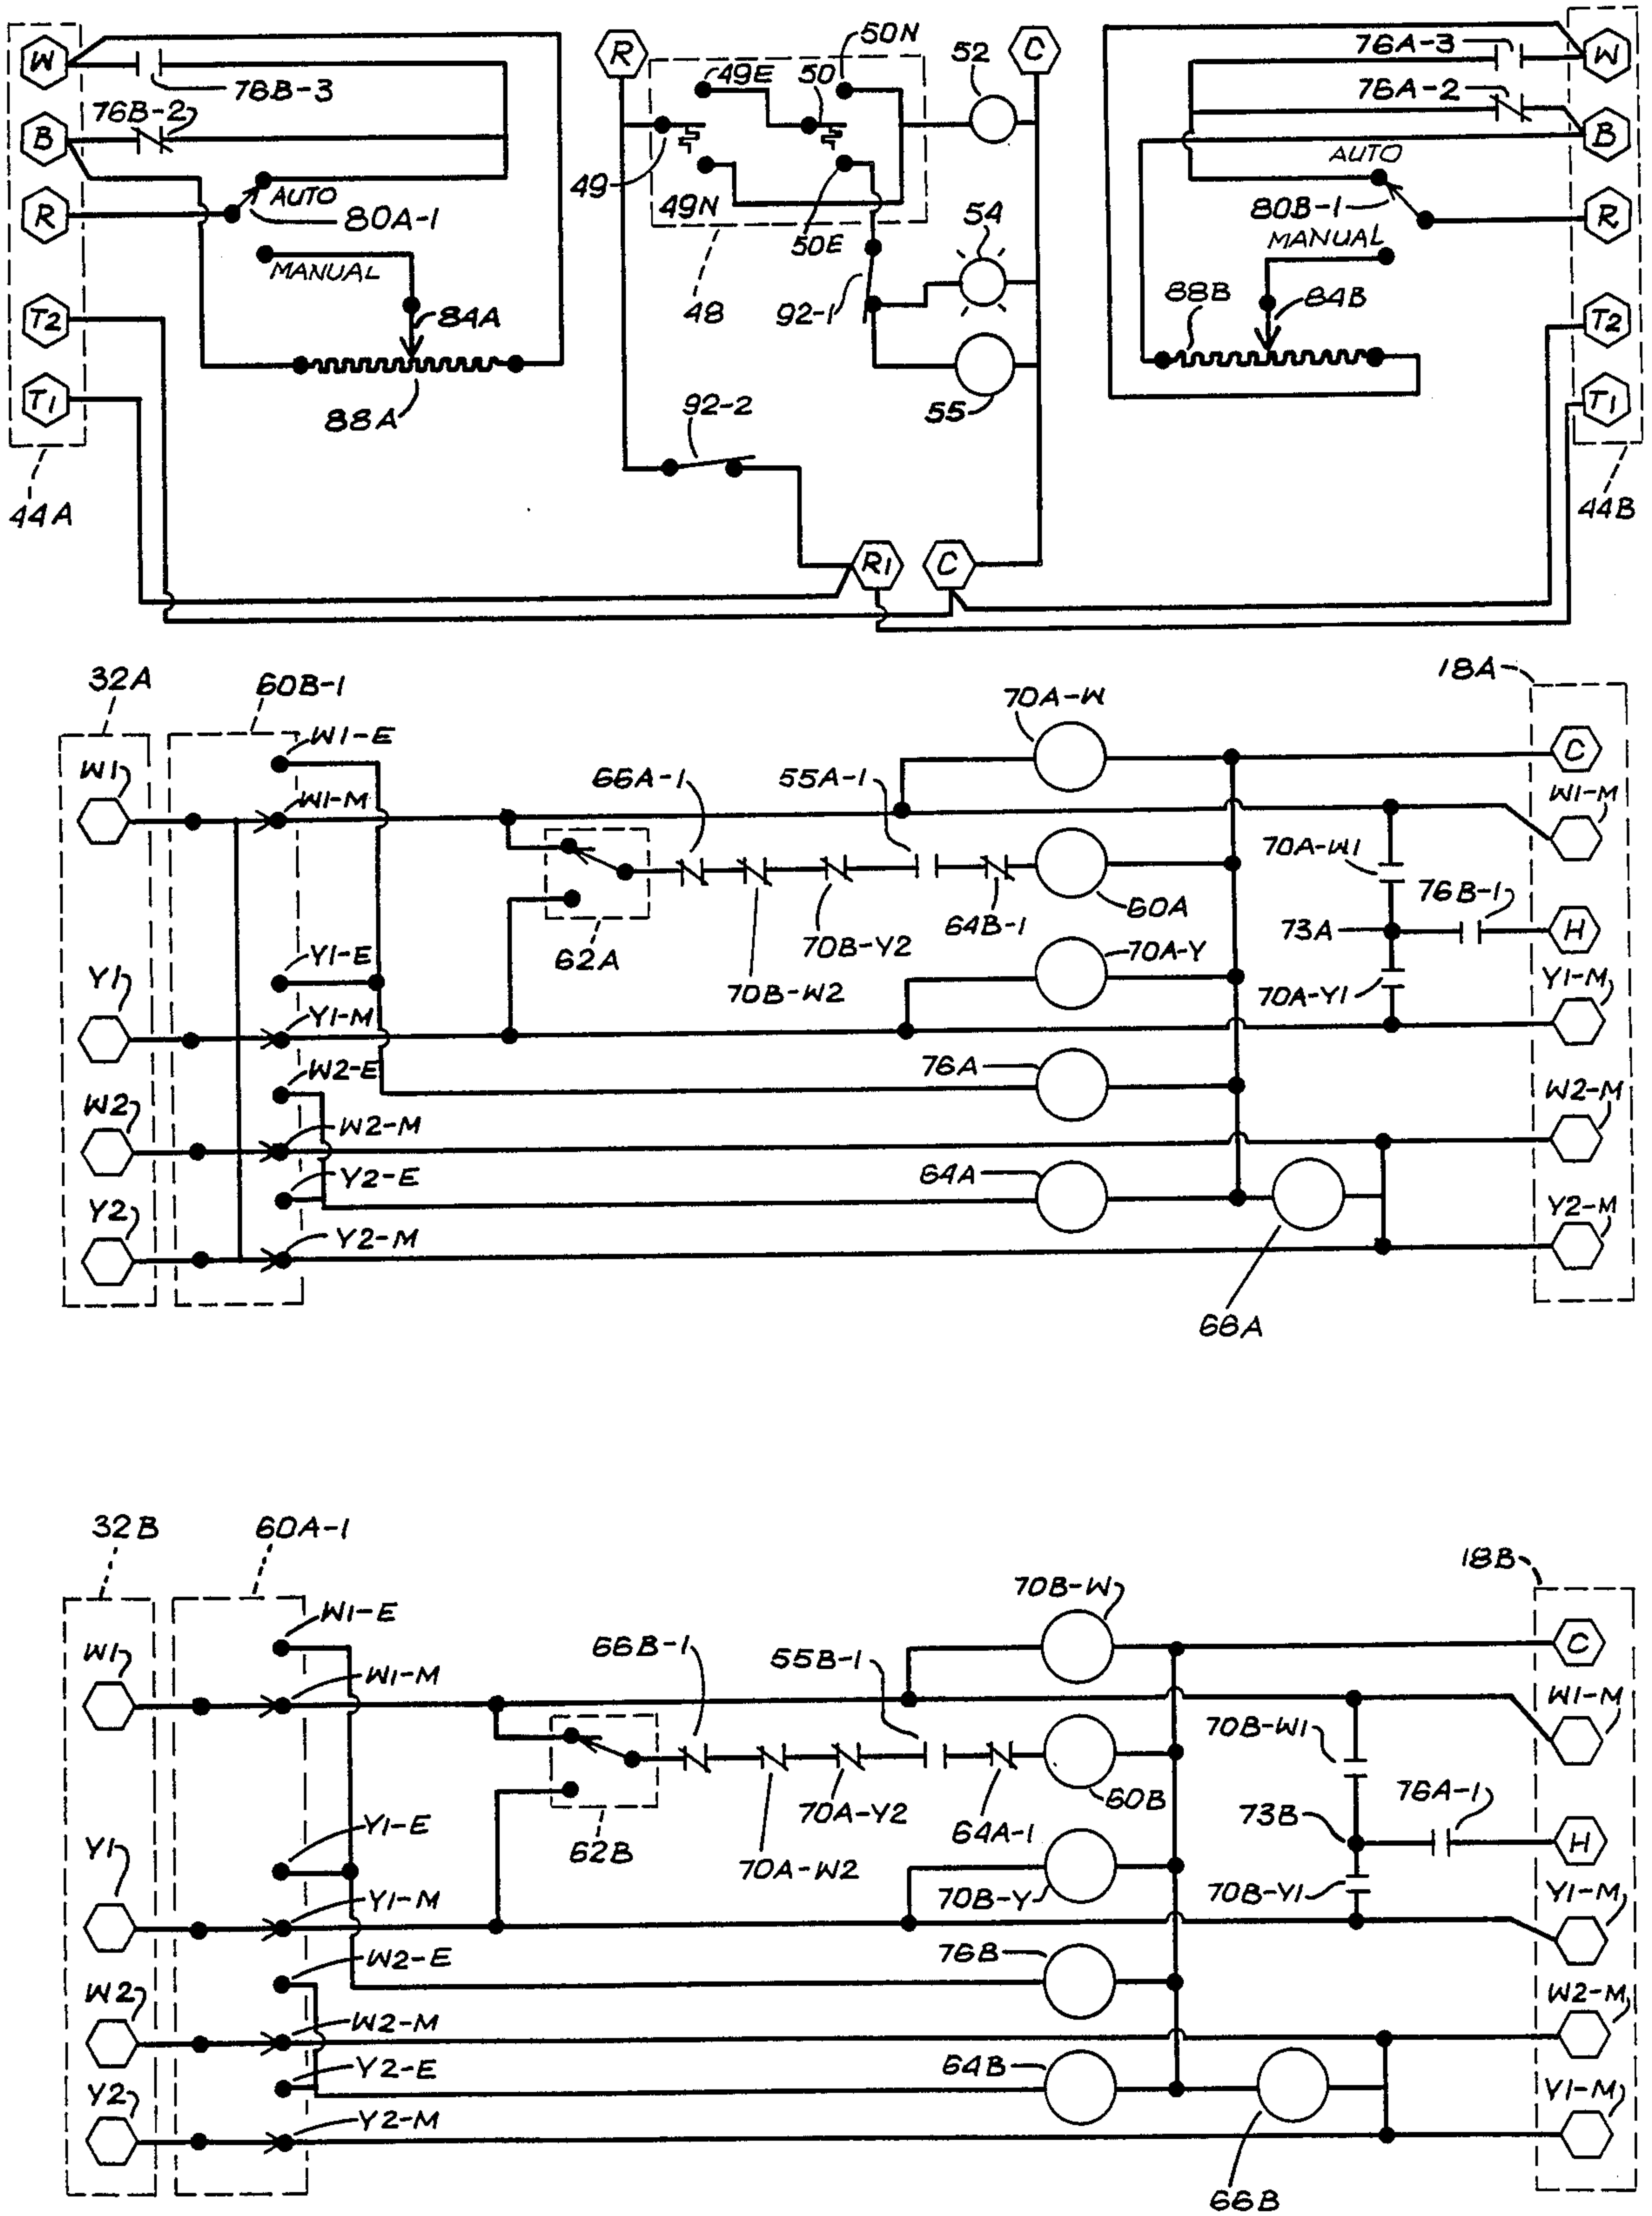 W
R
50N
52
C
76A-3
W
76B-3
49E
50
76A-2
76B-2
B
B
AUTO
AUTO
49
R
80A-1
49N
50E
54
80B-1
R
MANUAL
MANUAL
T2
84A
48
92-1
88B
84B
T2
T1
88A
92-2
55
T1
44A
44B
R1
C
32A
60B-1
18A
70A-W
W1
W1-E
66A-1
55A-1
C
W1-M
W1-M
70A-W1
76B-1
60A
73A
H
62A
70B-Y2
64B-1
Y1
Y1-E
70B-W2
70A-Y
70A-Y1
Y1-M
Y1-M
W2-E
76A
W2
W2-M
W2-M
Y2-E
64A
Y2
Y2-M
Y2-M
66A
32B
60A-1
18B
70B-W
W1
W1-E
66B-1
55B-1
C
W1-M
W1-M
70B-W1
76A-1
60B
73B
H
62B
70A-Y2
64A-1
Y1
Y1-E
70A-W2
70B-Y
70B-Y1
Y1-M
Y1-M
W2-E
76B
W2
W2-M
W2-M
Y2-E
64B
Y2
Y2-M
Y1-M
66B